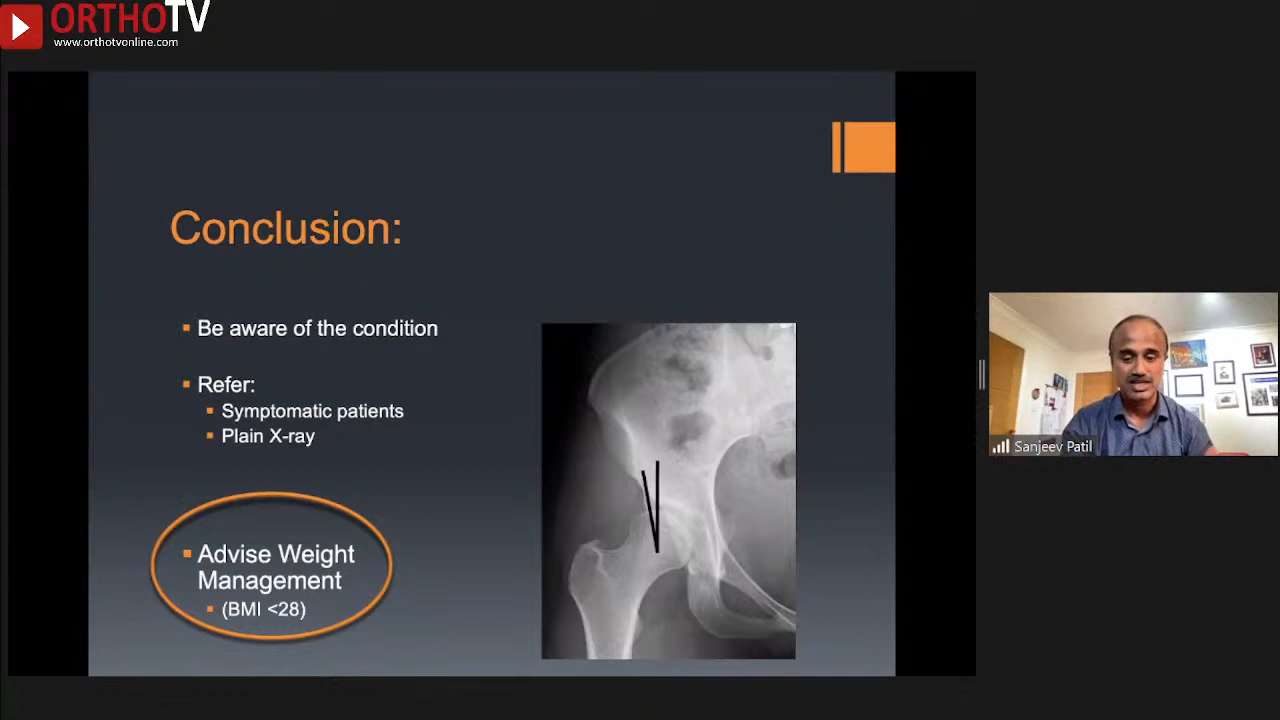 ORTHOTV
www.orthotvonline.com
Conclusion:
Be aware of the condition
Refer:
Symptomatic patients
Plain X-ray
Advise Weight
Management
(BMI <28)
Sanjeev Patil